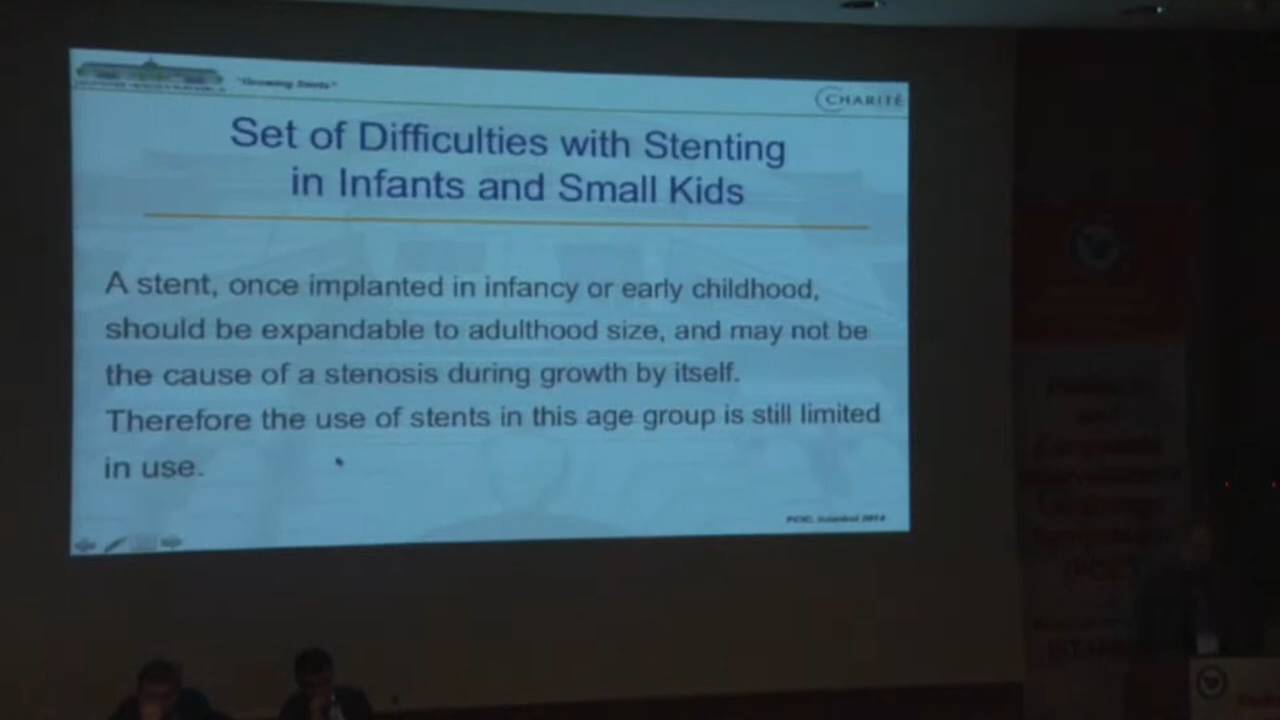 "Growing Stents"
CHARITÉ
Set of Difficulties with Stenting
in Infants and Small Kids
A stent, once implanted in infancy or early childhood,
should be expandable to adulthood size, and may not be
the cause of a stenosis during growth by itself.
Therefore the use of stents in this age group is still limited
in use.
Istanbul 2014